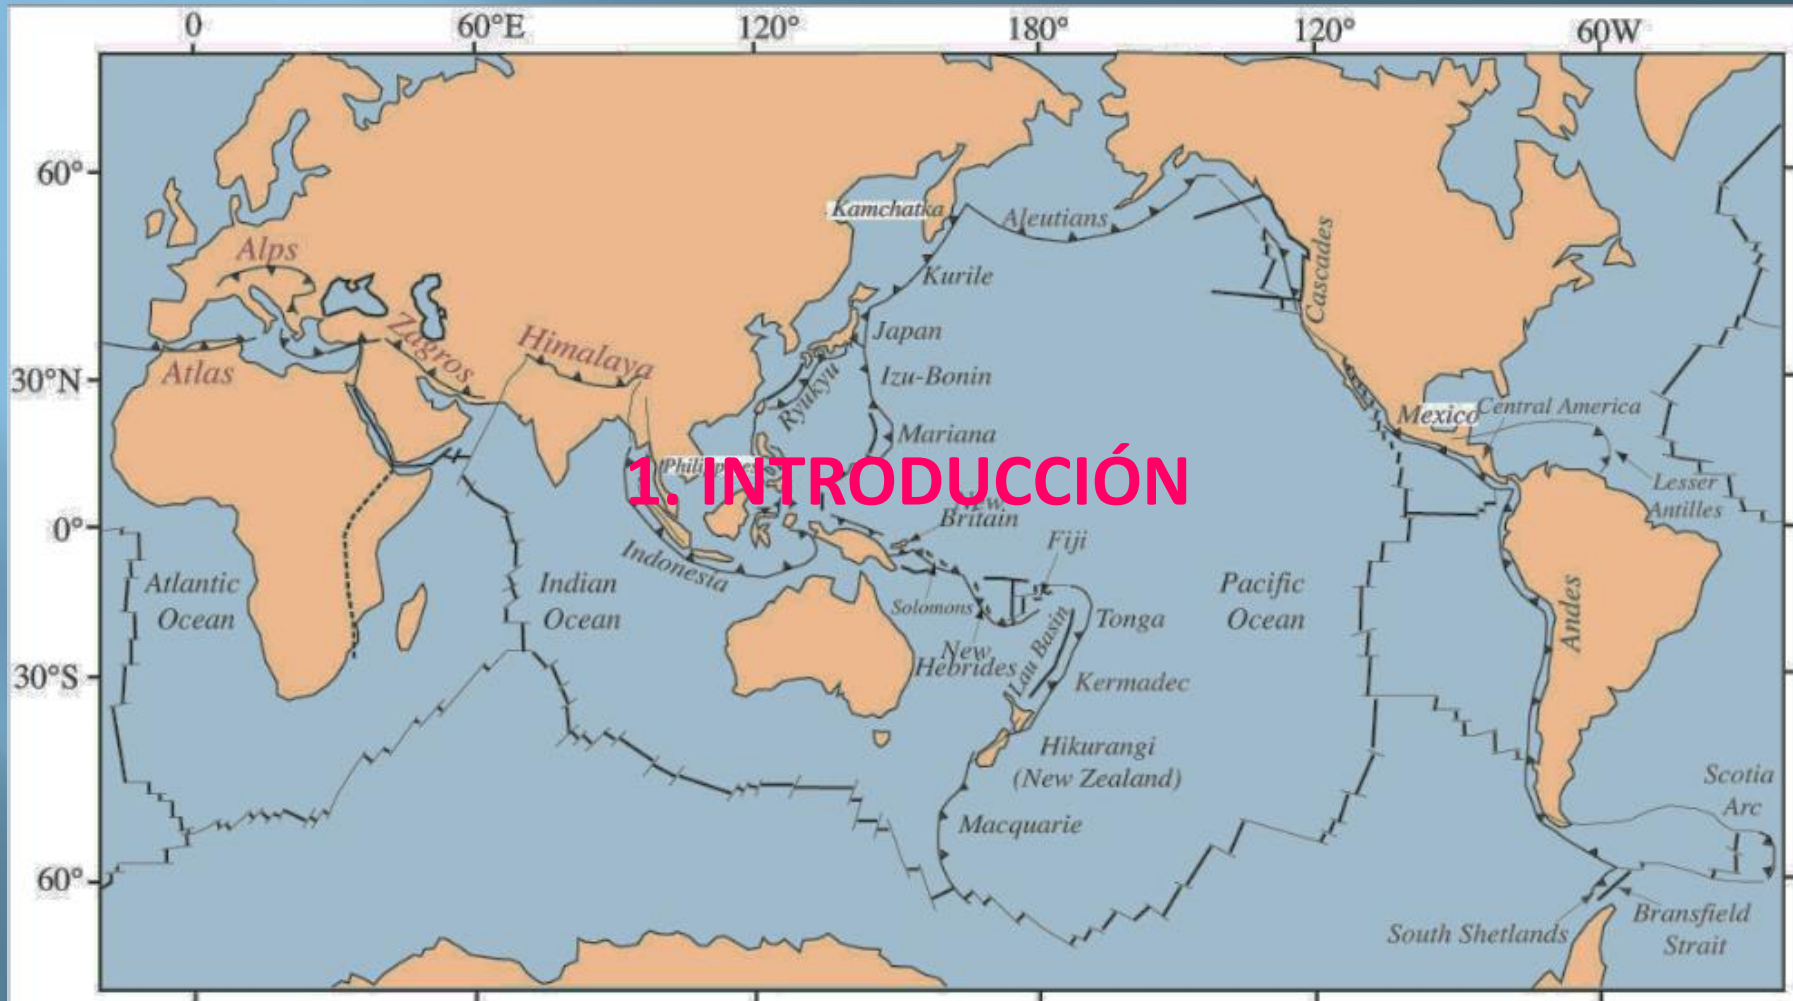 0
60°E
120°
180°
120°
60W
60°
30°N
0°
30°S
60°
Kamchatka
Aleutians
Alps
Kurile
Cascades
Japan
Zagros
Himalaya
Atlas
Izu-Bonin
Ryukyu
Mexico
Central America
Mariana
Philippines
1. INTRODUCCIÓN
Lesser
Antilles
New
Britain
Fiji
Indonesia
Atlantic
Ocean
Indian
Ocean
Pacific
Ocean
Solomons
Tonga
Andes
New
Hebrides
Lau Basin
Kermadec
Hikurangi
(New Zealand)
Scotia
Arc
Macquarie
Bransfield
Strait
South Shetlands